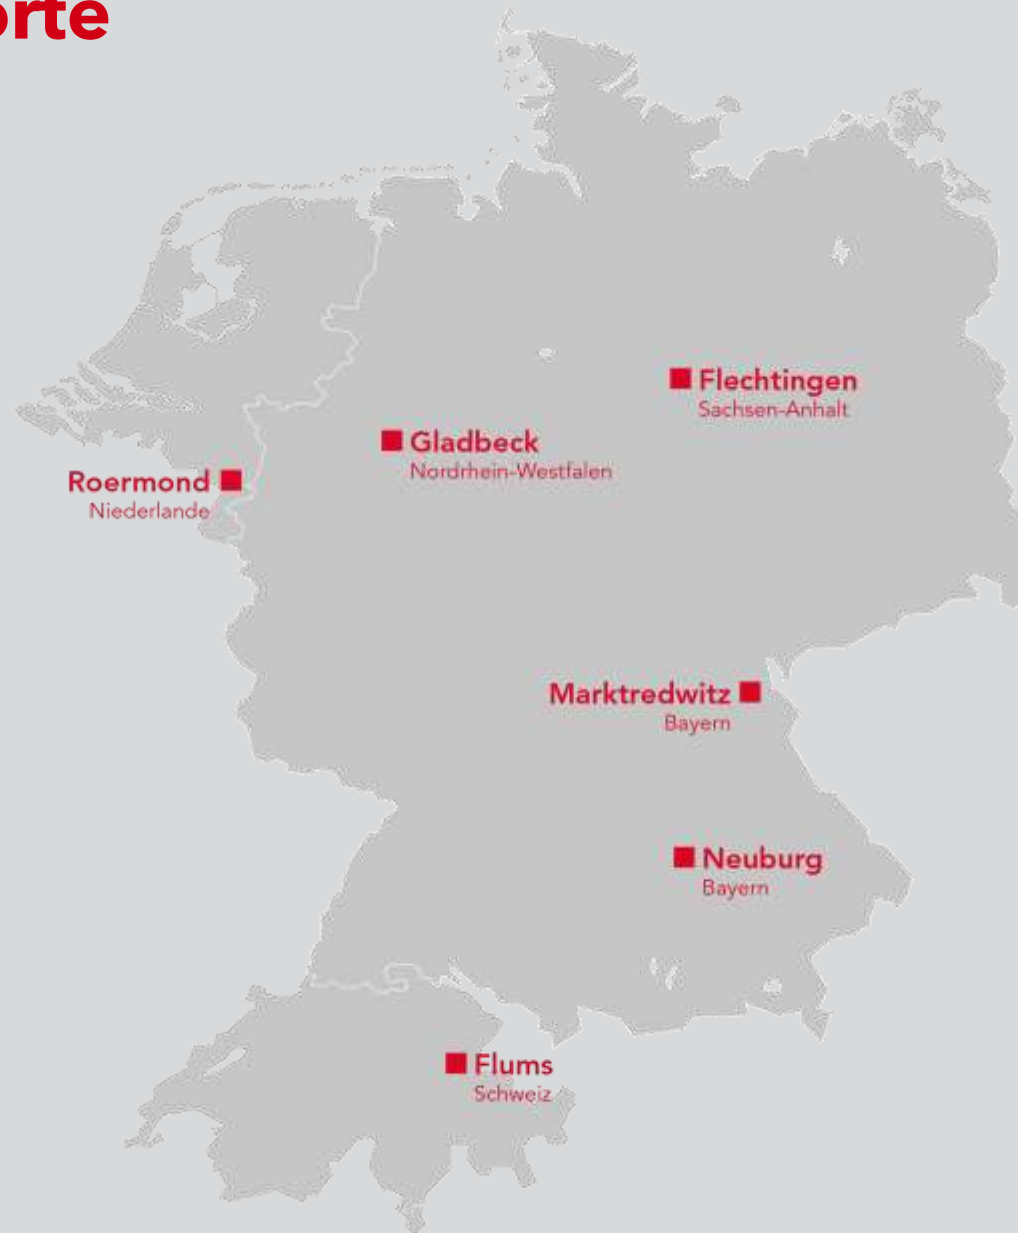 orte
Flechtingen
Sachsen-Anhalt
Gladbeck
Nordrhein-Westfalen
Roermond
Niederlande
Marktredwitz
Bayern
Neuburg
Bayern
Flums
Schweiz